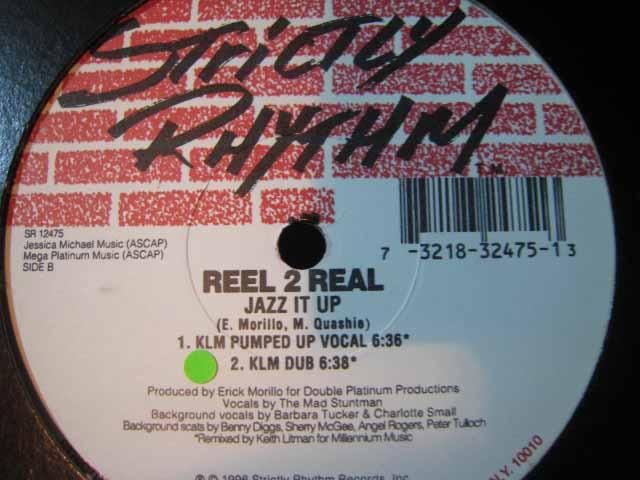 Strictly
Rhythm
T.M.
SR 12475
Jessica Michael Music (ASCAP)
Mega Platinum Music (ASCAP)
SIDE B
7 -3218-32475-1 3
REEL 2 REAL
JAZZ IT UP
(E. Morillo, M. Quashie)
1. KLM PUMPED UP VOCAL 6:36*
2. KLM DUB 6:38*
Produced by Erick Morillo for Double Platinum Productions
Vocals by The Mad Stuntman
Background vocals by Barbara Tucker & Charlotte Small
Background scats by Benny Diggs, Sherry McGee, Angel Rogers, Peter Tulloch
*Remixed by Keith Litman for Millennium Music
℗ © 1996 Strictly Rhythm Records, Inc.
N.Y. 10010